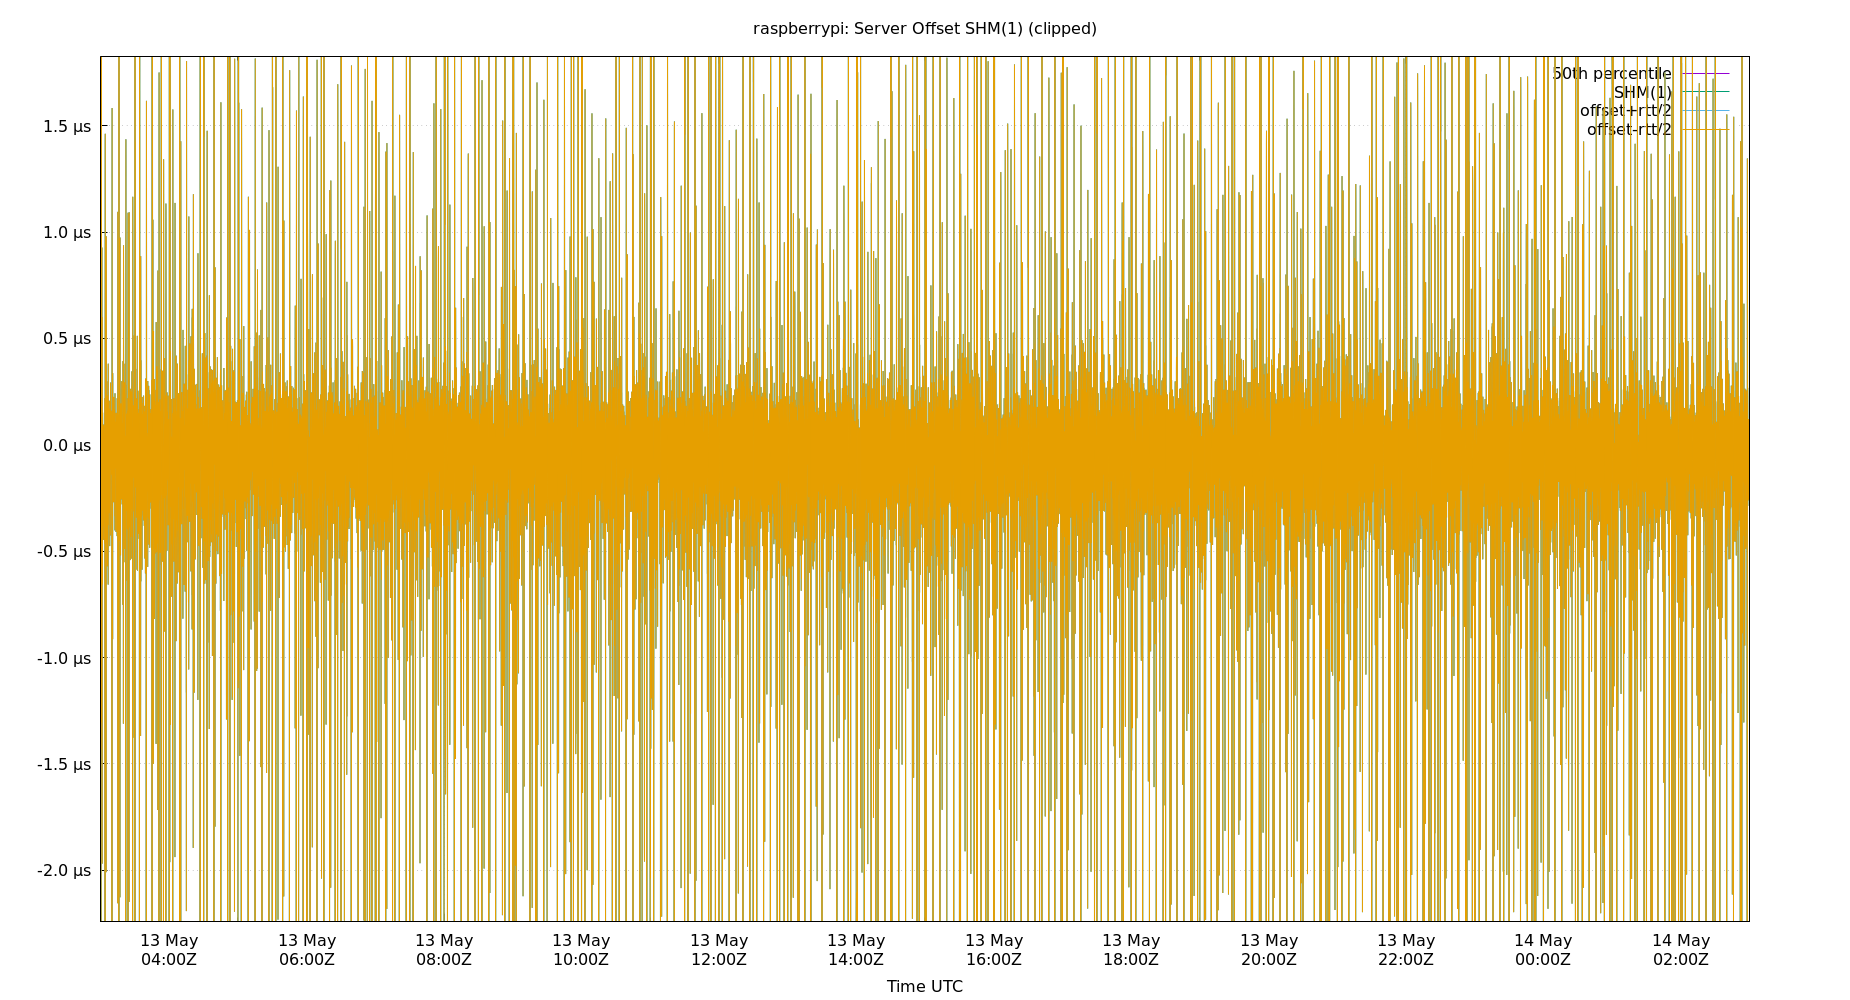 raspberrypi: Server Offset SHM(1) (clipped)
50th percentile
SHM(1)
offset+rtt/2
offset-rtt/2
1.5 µs
1.0 µs
0.5 µs
0.0 µs
-0.5 µs
-1.0 µs
-1.5 µs
-2.0 µs
13 May 13 May 13 May 13 May 13 May 13 May 13 May 13 May 13 May 13 May 14 May 14 May
04:00Z 06:00Z 08:00Z 10:00Z 12:00Z 14:00Z 16:00Z 18:00Z 20:00Z 22:00Z 00:00Z 02:00Z
Time UTC